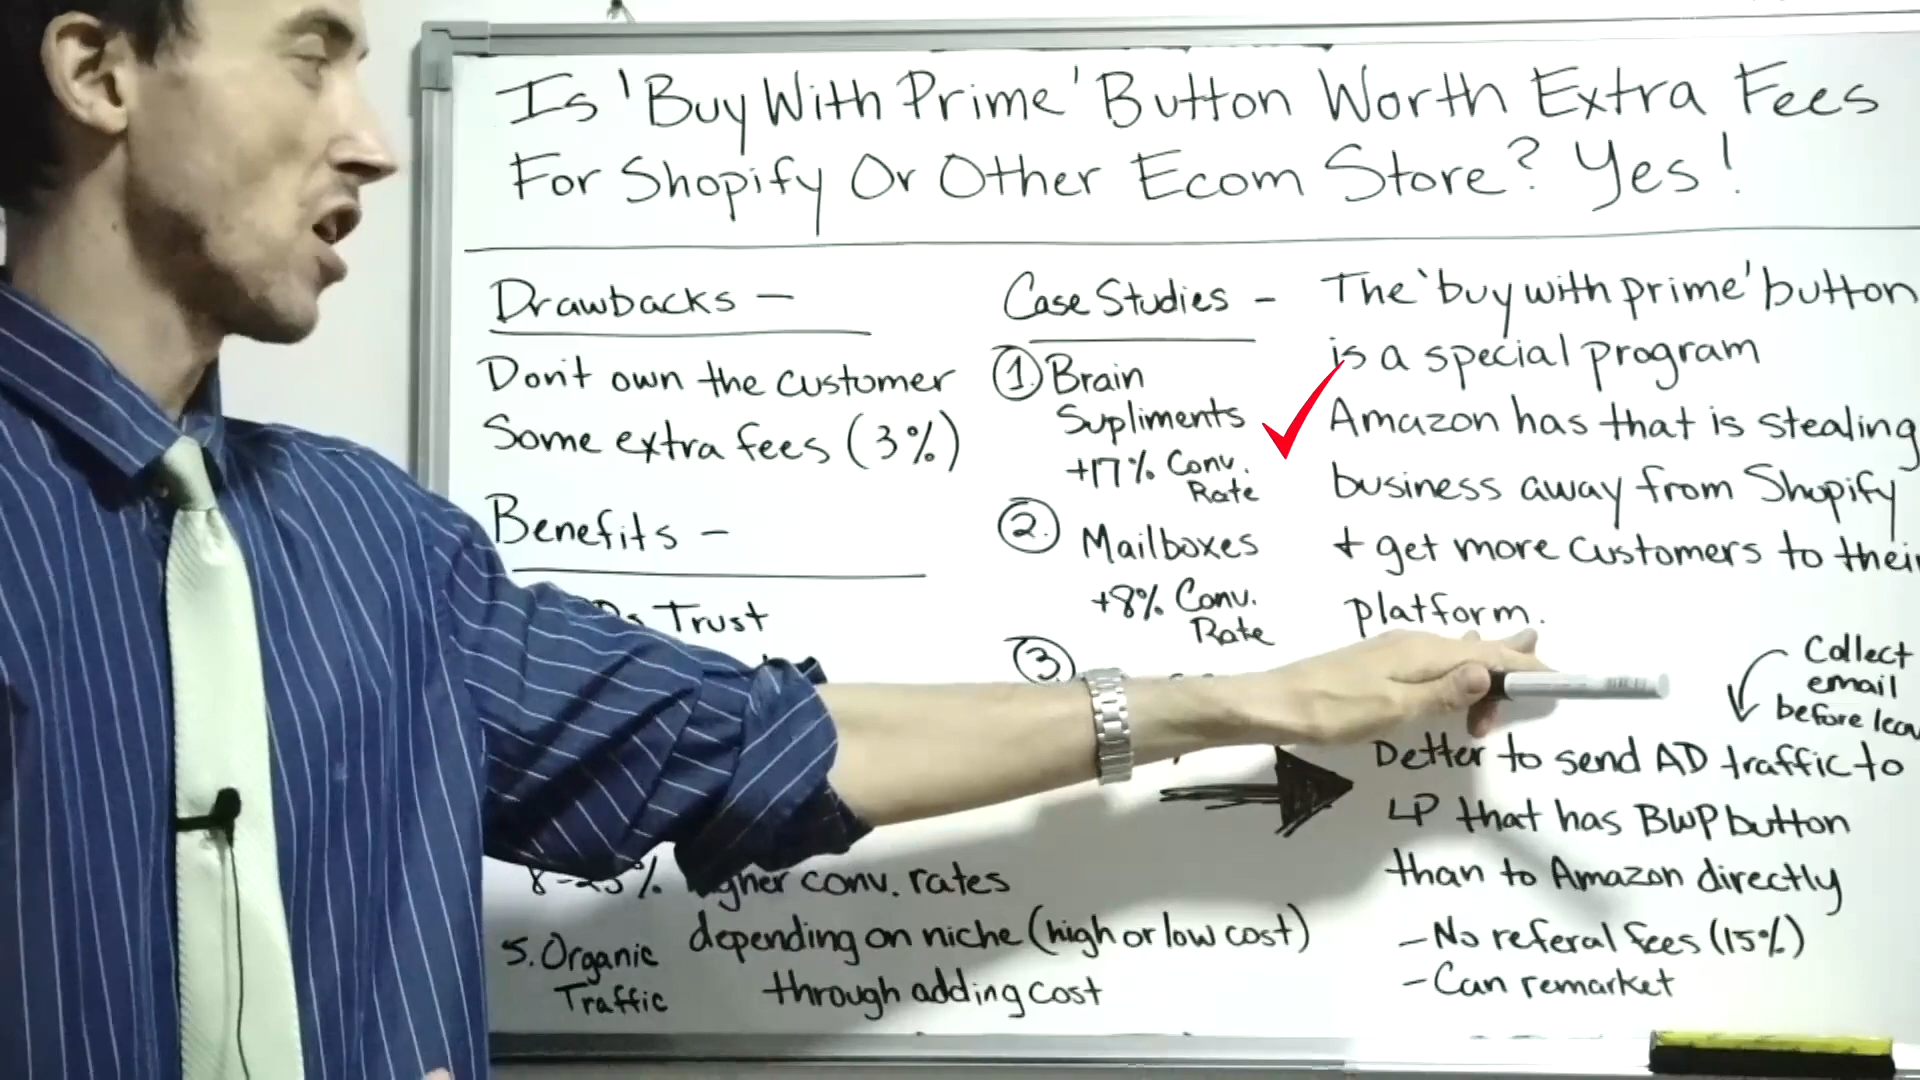 Is 'Buy With Prime' Button Worth Extra Fees
For Shopify Or Other Ecom Store? Yes!
Drawbacks -
Don't own the customer
Some extra fees (3%)
Benefits -
Trust
8-25% higher conv. rates
depending on niche (high or low cost)
through adding cost
5. Organic
Traffic
Case Studies -
1. Brain
Supliments
+17% Conv.
Rate
2. Mailboxes
+8% Conv.
Rate
3
The 'buy with prime' button
is a special program
Amazon has that is stealing
business away from Shopify
+ get more customers to their
platform.
Collect
email
before
Better to send AD traffic to
LP that has BWP button
than to Amazon directly
- No referal fees (15%)
- Can remarket